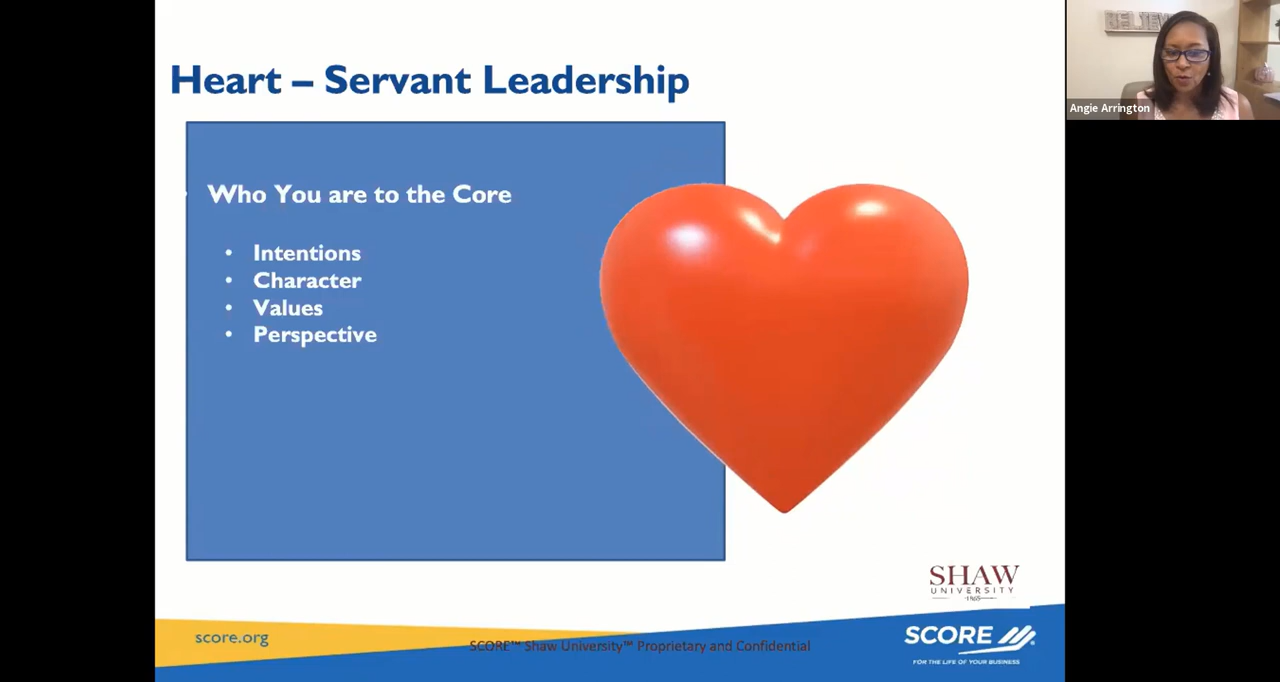 Heart – Servant Leadership
Angie Arrington
• Who You are to the Core
• Intentions
• Character
• Values
• Perspective
SHAW
UNIVERSITY
score.org
SCORE™ Shaw University™ Proprietary and Confidential
SCORE
FOR THE LIFE OF YOUR BUSINESS